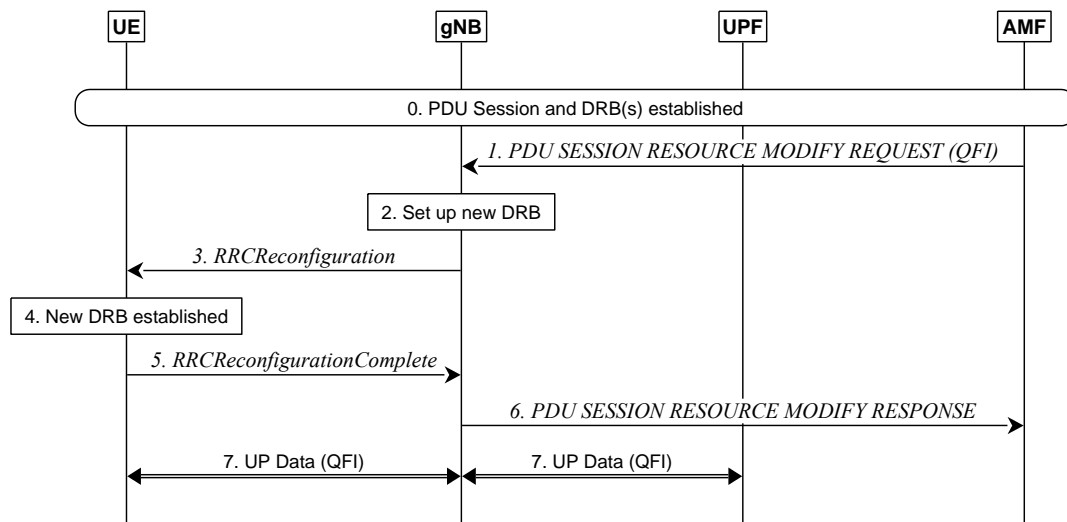 UE gNB UPF AMF
0. PDU Session and DRB(s) established
1. PDU SESSION RESOURCE MODIFY REQUEST (QFI)
2. Set up new DRB
3. RRCReconfiguration
4. New DRB established
5. RRCReconfigurationComplete
6. PDU SESSION RESOURCE MODIFY RESPONSE
7. UP Data (QFI) 7. UP Data (QFI)